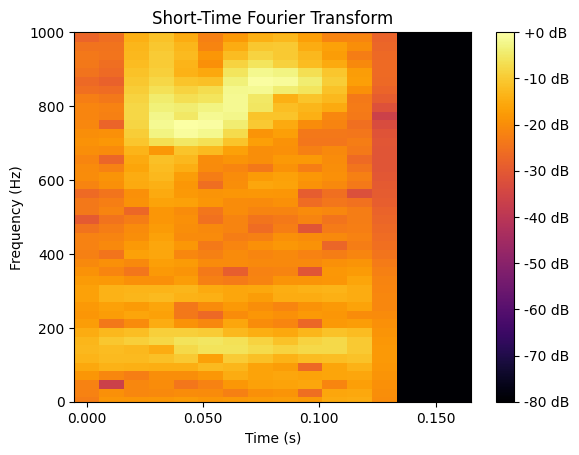 Short-Time Fourier Transform
1000
800
600
400
200
0
Frequency (Hz)
0.000
0.050
0.100
0.150
Time (s)
+0 dB
-10 dB
-20 dB
-30 dB
-40 dB
-50 dB
-60 dB
-70 dB
-80 dB